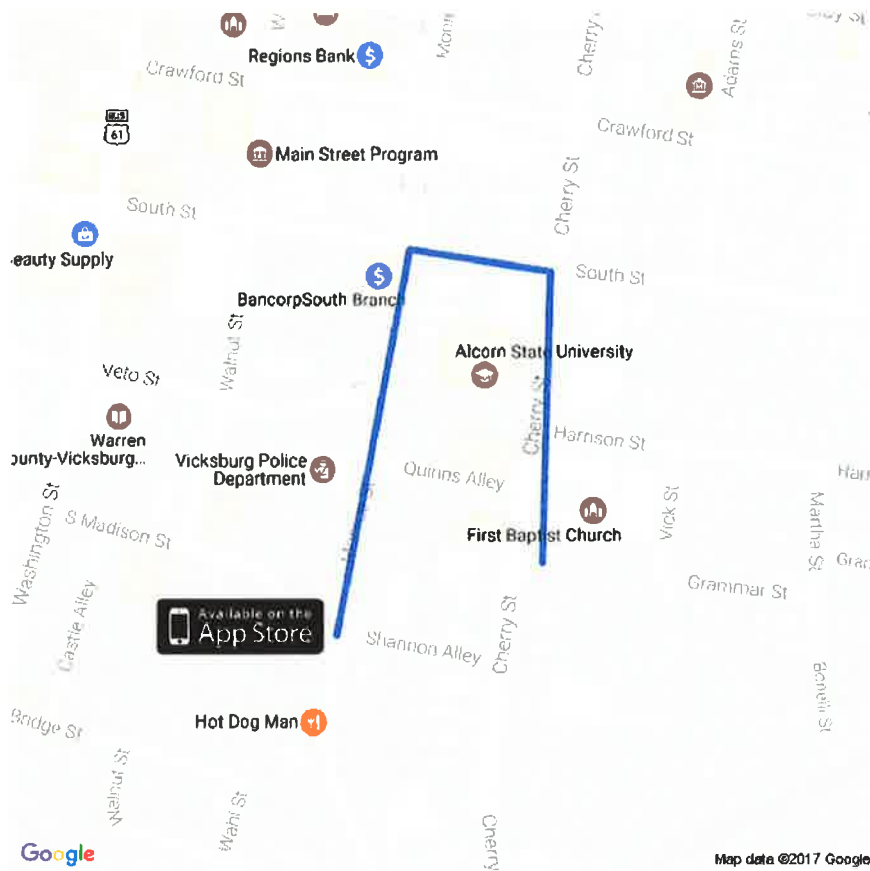 Crawford St
Regions Bank
Cherry
Adams St
BUS
61
Main Street Program
Crawford St
Cherry St
South St
eauty Supply
BancorpSouth Branch
South St
Walnut St
Alcorn State University
Veto St
Warren
ounty-Vicksburg...
Cherry St
Harrison St
Vicksburg Police
Department
Quinns Alley
Washington St
S Madison St
First Baptist Church
Vick St
Martha St
Grammar St
Castle Alley
Available on the
App Store
Shannon Alley
Cherry St
Bonelli St
Bridge St
Hot Dog Man
Walnut St
Wahl St
Cherry
Google
Map data ©2017 Google